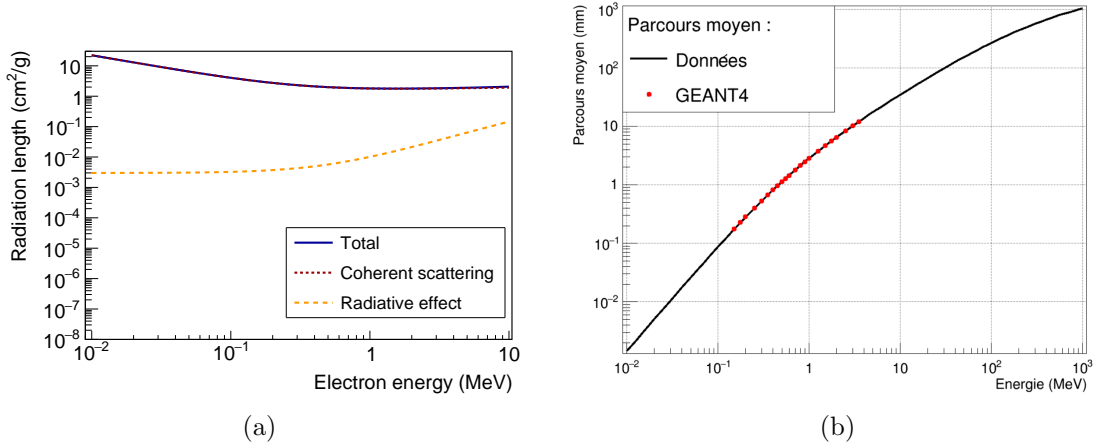 Radiation length (cm²/g)
10
1
10⁻¹
10⁻²
10⁻³
10⁻⁴
10⁻⁵
10⁻⁶
10⁻⁷
10⁻⁸
Total
Coherent scattering
Radiative effect
10⁻² 10⁻¹ 1 10
Electron energy (MeV)
(a)
Parcours moyen (mm)
10³
10²
10
1
10⁻¹
10⁻²
Parcours moyen :
Données
GEANT4
10⁻² 10⁻¹ 1 10 10² 10³
Energie (MeV)
(b)